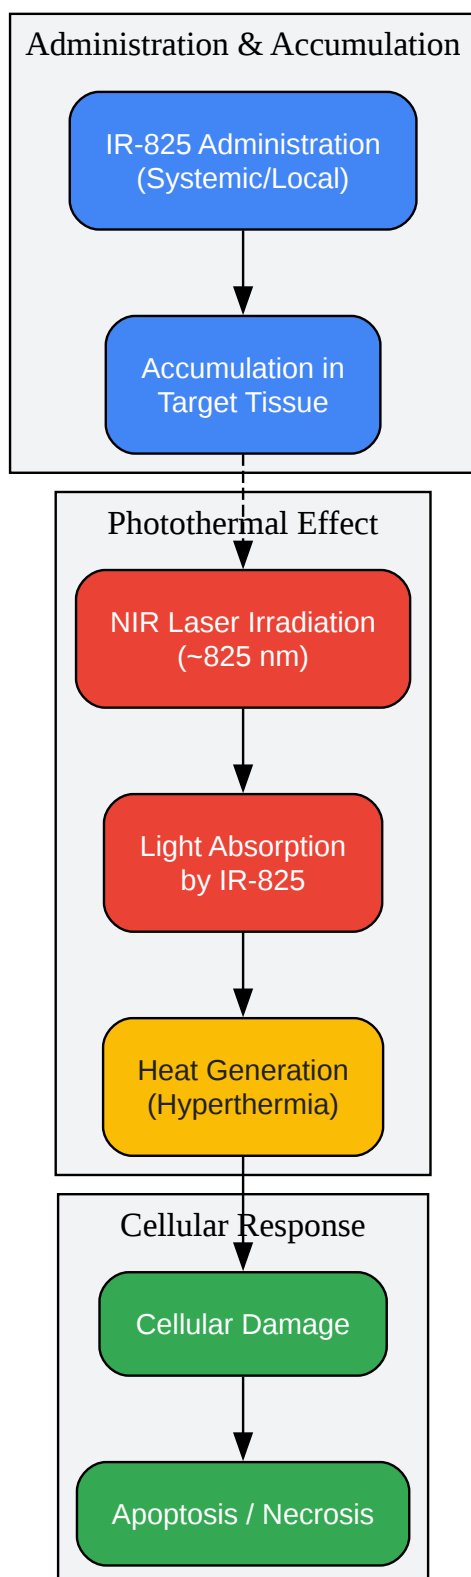 Administration & Accumulation
IR-825 Administration
(Systemic/Local)
Accumulation in
Target Tissue
Photothermal Effect
NIR Laser Irradiation
(~825 nm)
Light Absorption
by IR-825
Heat Generation
(Hyperthermia)
Cellular Response
Cellular Damage
Apoptosis / Necrosis